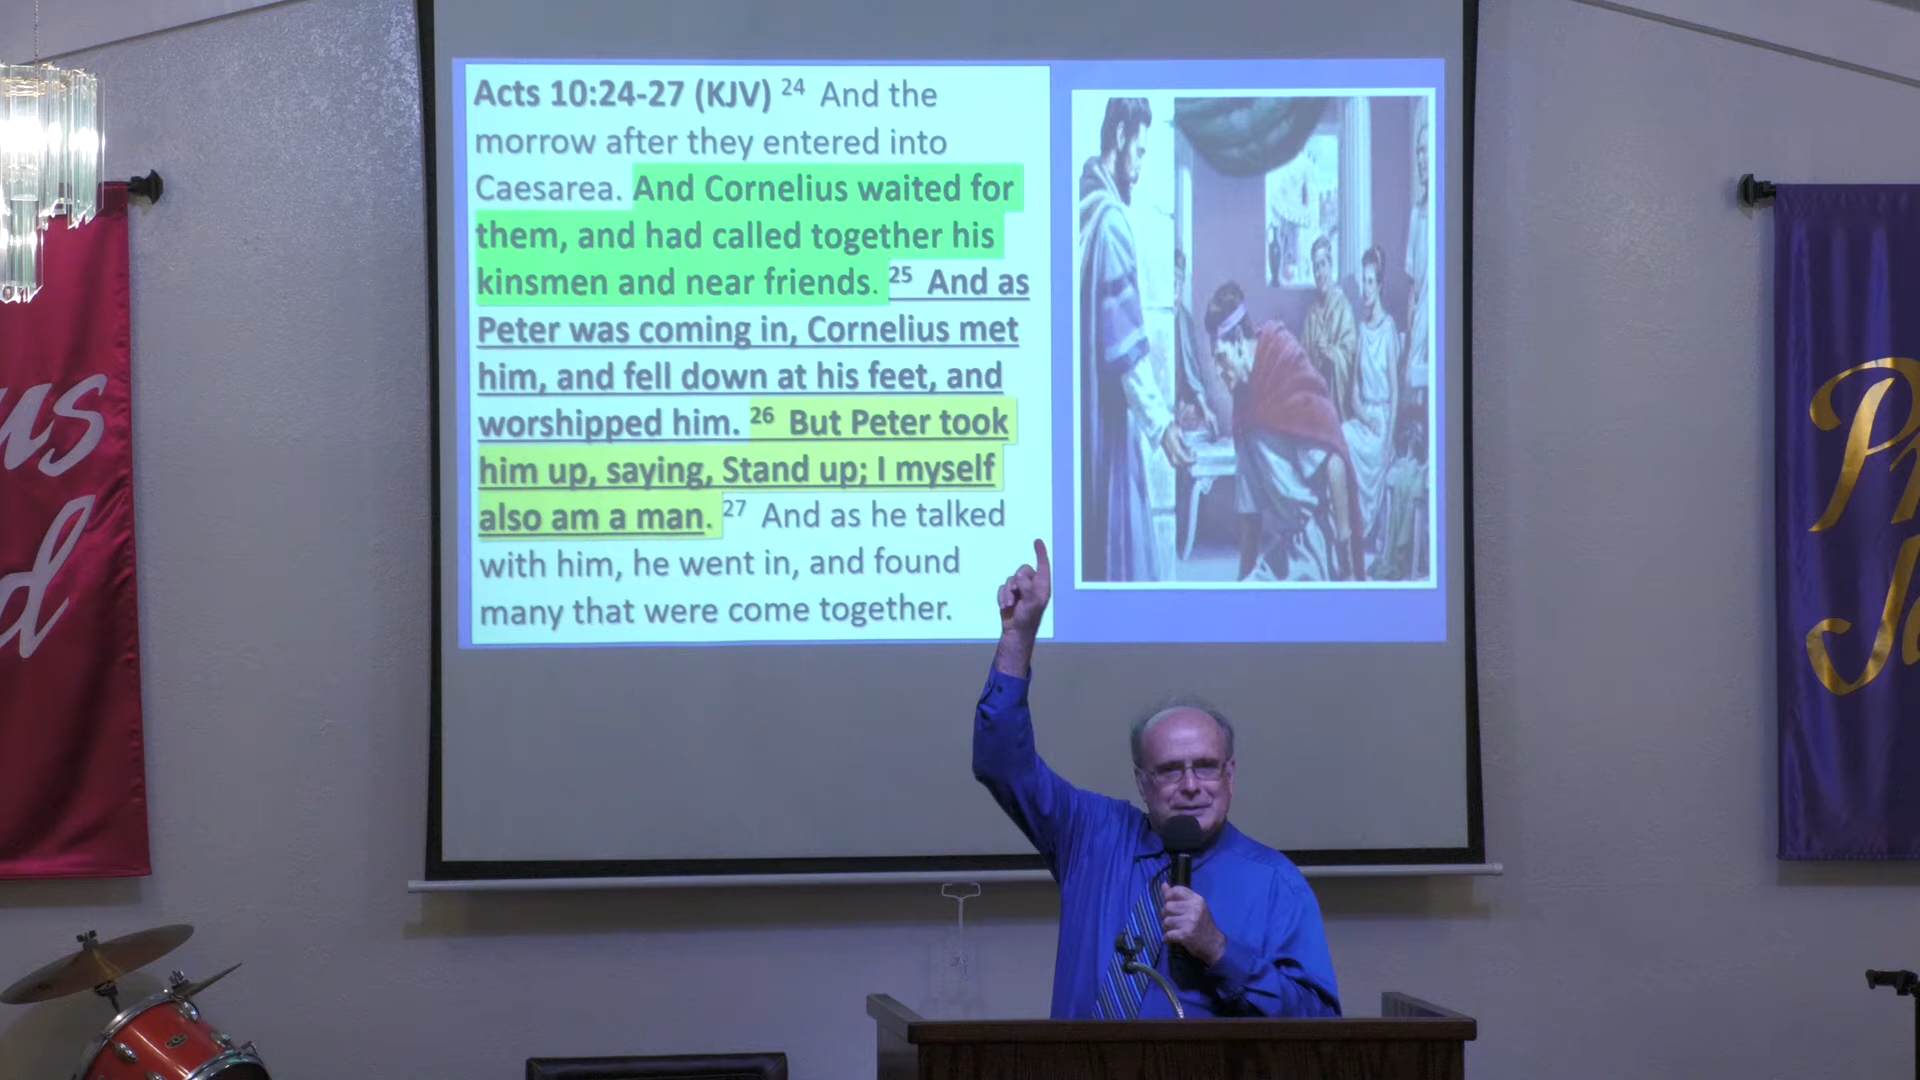 Acts 10:24-27 (KJV) 24 And the
morrow after they entered into
Caesarea. And Cornelius waited for
them, and had called together his
kinsmen and near friends. 25 And as
Peter was coming in, Cornelius met
him, and fell down at his feet, and
worshipped him. 26 But Peter took
him up, saying, Stand up; I myself
also am a man. 27 And as he talked
with him, he went in, and found
many that were come together.